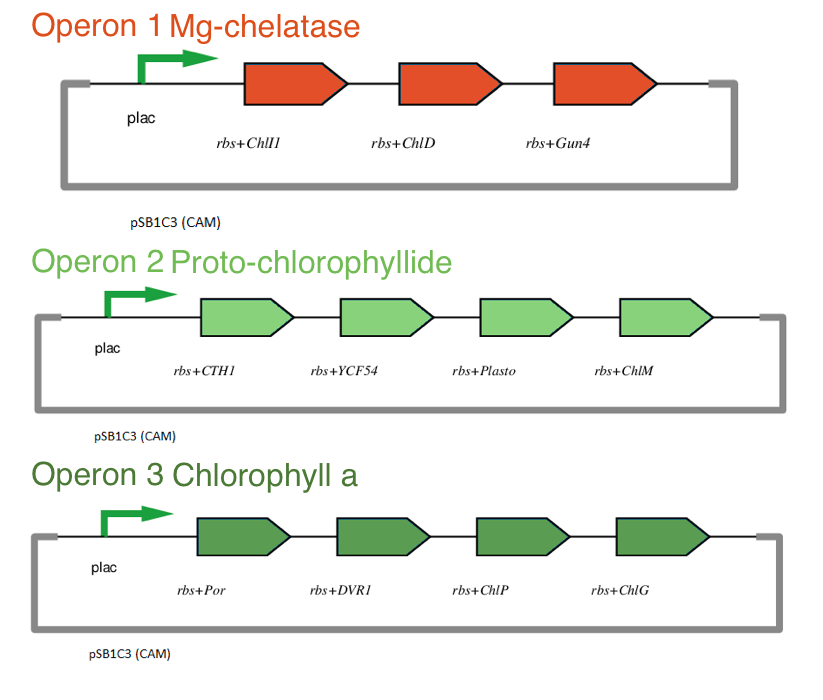 Operon 1 Mg-chelatase
plac
rbs+ChlI1 rbs+ChlD rbs+Gun4
pSB1C3 (CAM)
Operon 2 Proto-chlorophyllide
plac
rbs+CTH1 rbs+YCF54 rbs+Plasto rbs+ChlM
pSB1C3 (CAM)
Operon 3 Chlorophyll a
plac
rbs+Por rbs+DVR1 rbs+ChlP rbs+ChlG
pSB1C3 (CAM)